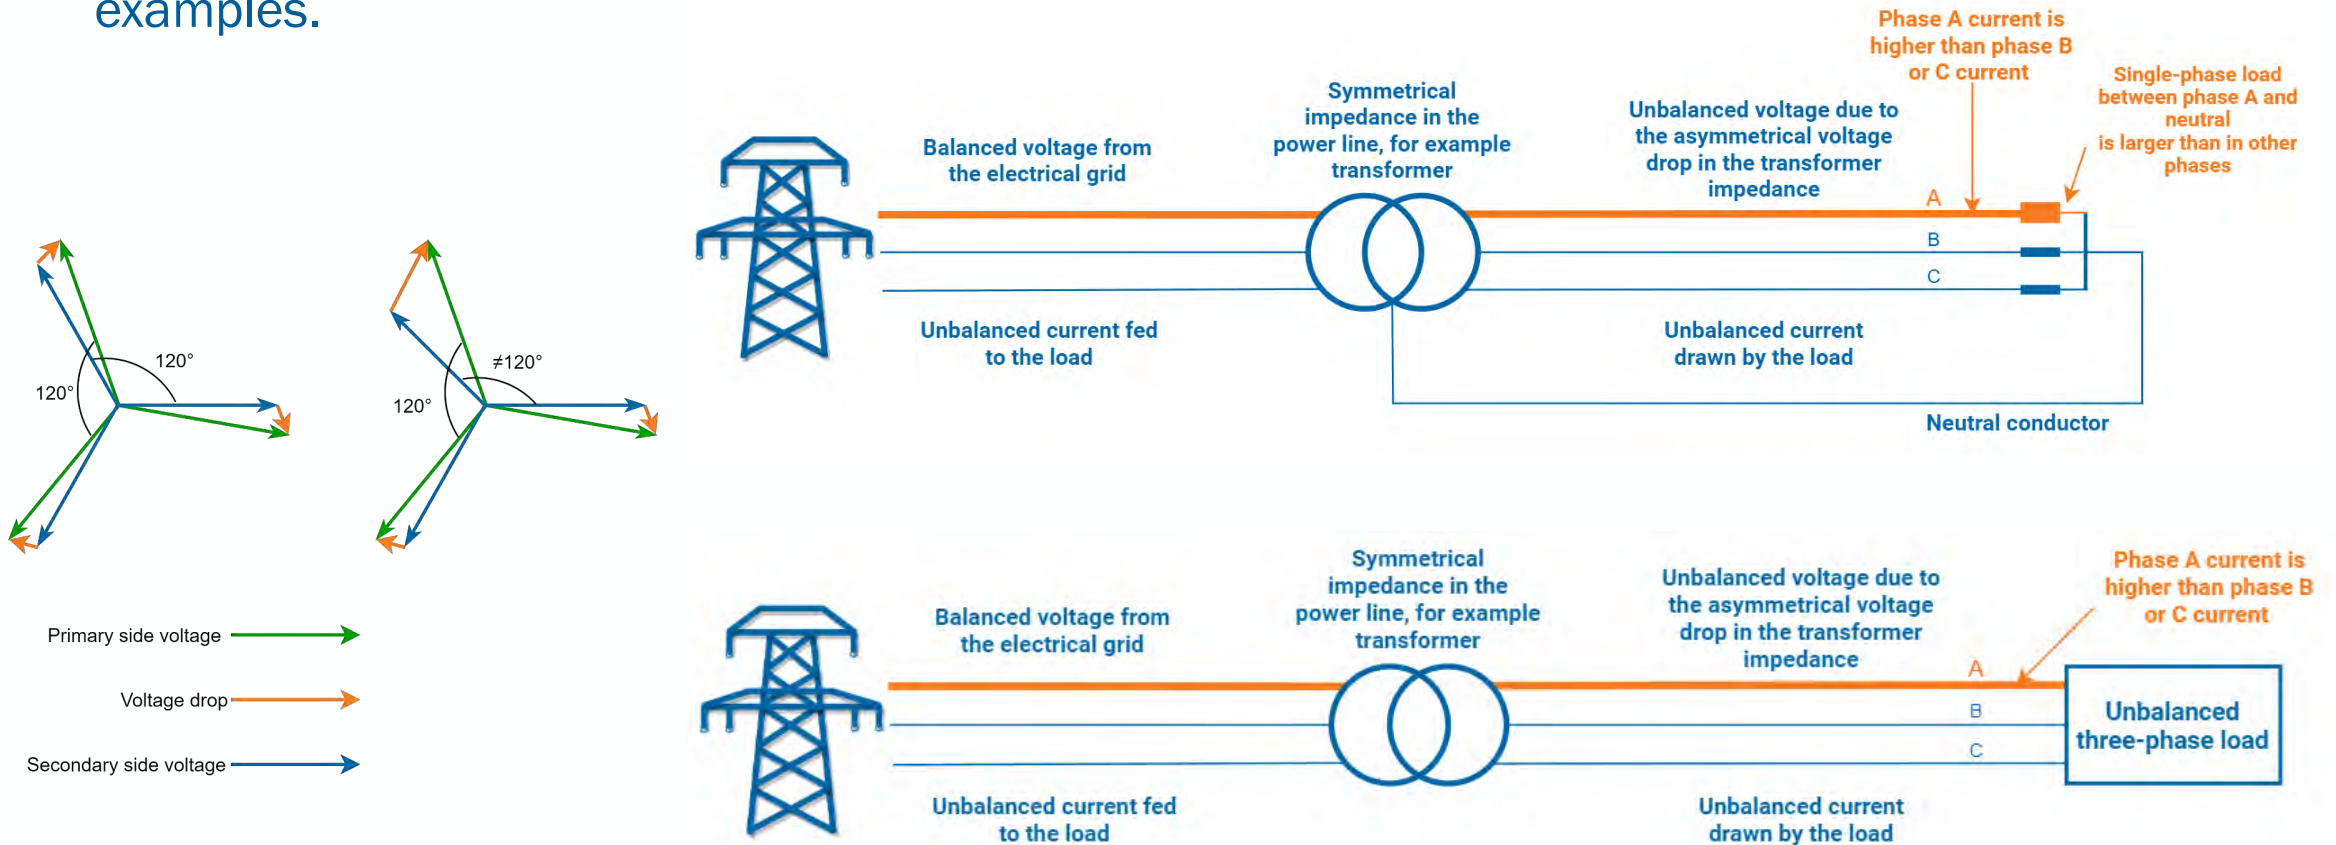 examples.
120°
120°
≠120°
120°
Primary side voltage
Voltage drop
Secondary side voltage
Balanced voltage from
the electrical grid
Symmetrical
impedance in the
power line, for example
transformer
Unbalanced voltage due to
the asymmetrical voltage
drop in the transformer
impedance
Phase A current is
higher than phase B
or C current
Single-phase load
between phase A and
neutral
is larger than in other
phases
A
B
C
Unbalanced current fed
to the load
Unbalanced current
drawn by the load
Neutral conductor
Balanced voltage from
the electrical grid
Symmetrical
impedance in the
power line, for example
transformer
Unbalanced voltage due to
the asymmetrical voltage
drop in the transformer
impedance
Phase A current is
higher than phase B
or C current
A
B
C
Unbalanced
three-phase load
Unbalanced current fed
to the load
Unbalanced current
drawn by the load